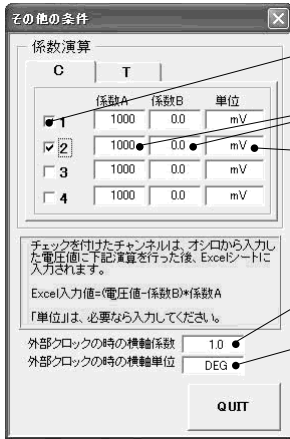 その他の条件
係数演算
C T
係数A 係数B 単位
1 1000 0.0 mV
2 1000 0.0 mV
3 1000 0.0 mV
4 1000 0.0 mV
チェックを付けたチャンネルは、オシロから入力し
た電圧値に下記演算を行った後、Excelシートに
入力されます。
Excel入力値=(電圧値-係数B)*係数A
「単位」は、必要なら入力してください。
外部クロックの時の横軸係数 1.0
外部クロックの時の横軸単位 DEG
QUIT